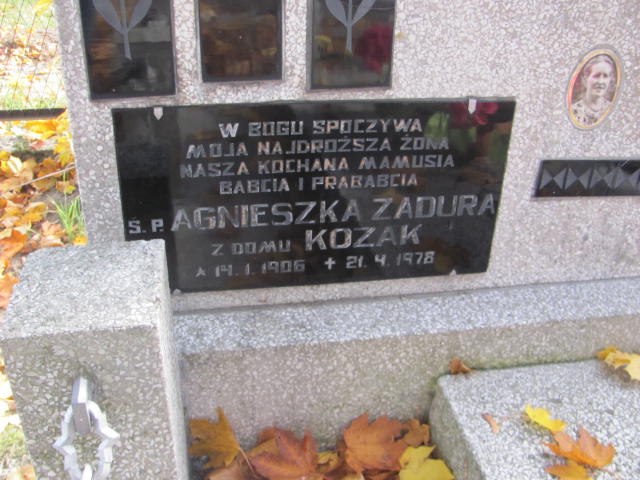 W BOGU SPOCZYWA
MOJA NAJDROŻSZA ŻONA
NASZA KOCHANA MAMUSIA
BABCIA I PRABABCIA
Ś.P. AGNIESZKA ZADURA
Z DOMU KOZAK
★ 14.1.1906 ✝ 21.4.1978